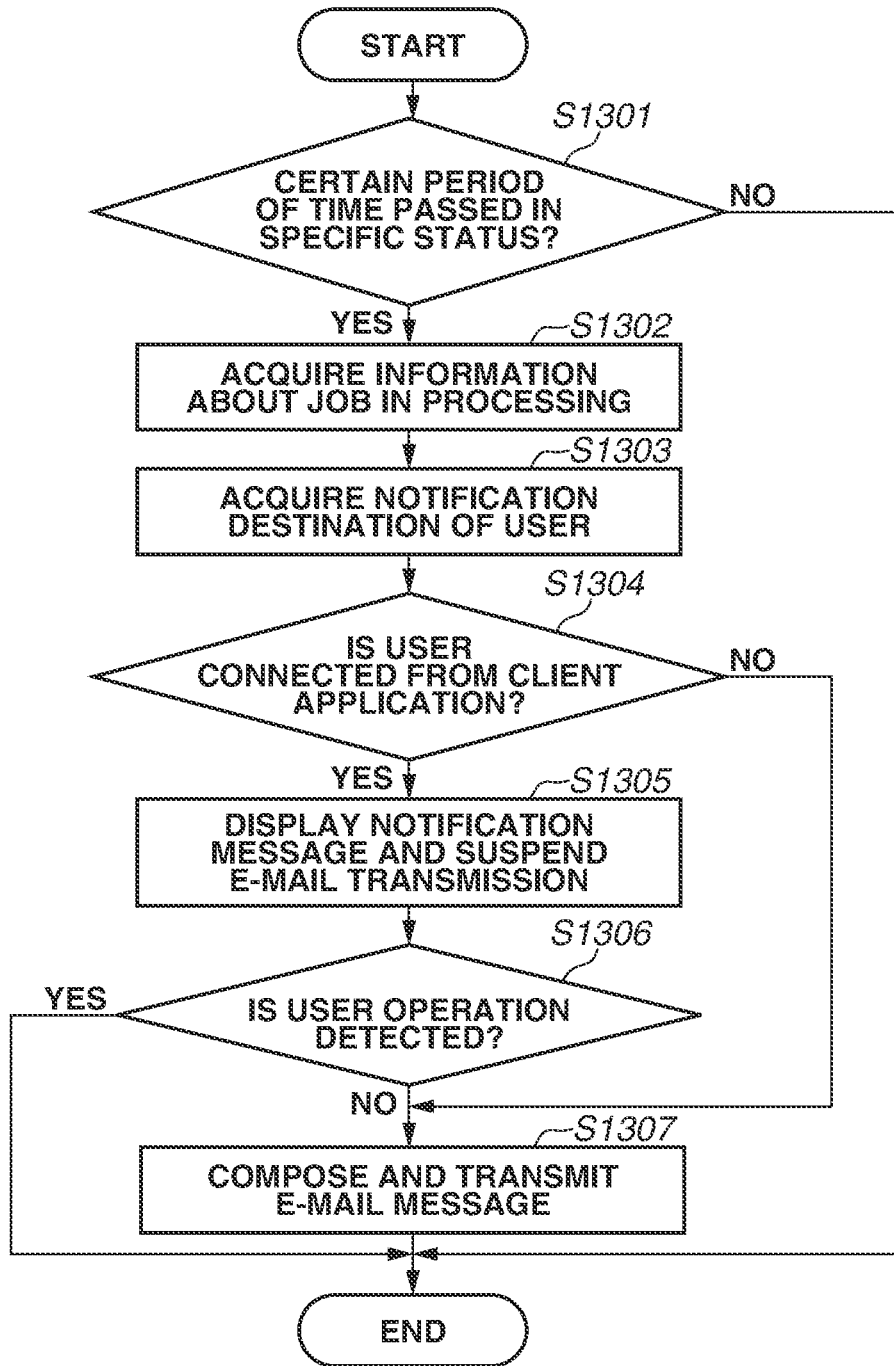 START
S1301
CERTAIN PERIOD
OF TIME PASSED IN
SPECIFIC STATUS?
NO
YES
S1302
ACQUIRE INFORMATION
ABOUT JOB IN PROCESSING
S1303
ACQUIRE NOTIFICATION
DESTINATION OF USER
S1304
IS USER
CONNECTED FROM CLIENT
APPLICATION?
NO
YES
S1305
DISPLAY NOTIFICATION
MESSAGE AND SUSPEND
E-MAIL TRANSMISSION
S1306
YES
IS USER OPERATION
DETECTED?
NO
S1307
COMPOSE AND TRANSMIT
E-MAIL MESSAGE
END